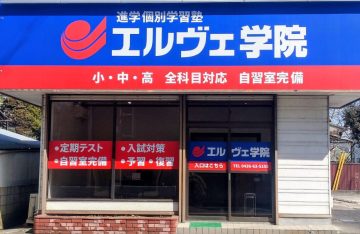 進学個別学習塾
エルヴェ学院
小・中・高 全科目対応 自習室完備
・定期テスト
・自習室完備
・入試対策
・予習・復習
エルヴェ学院
入口はこちら